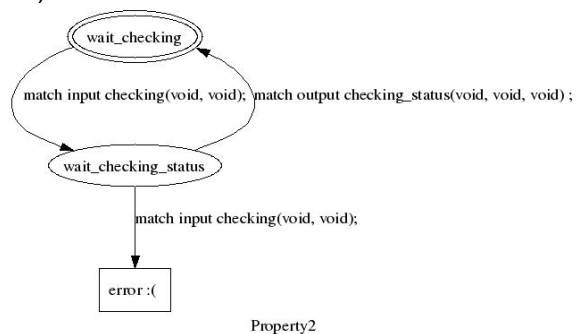 wait_checking
match input checking(void, void);
match output checking_status(void, void, void) ;
wait_checking_status
match input checking(void, void);
error :(
Property2